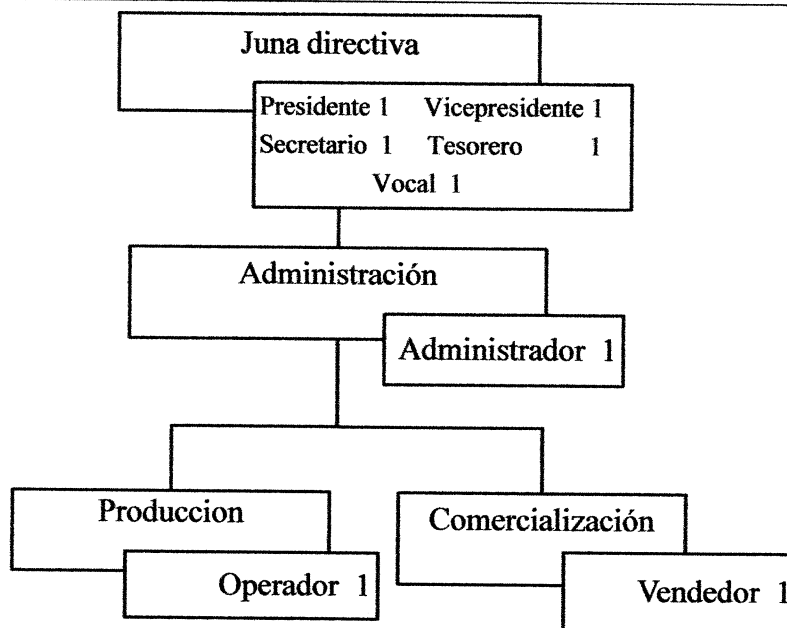 Juna directiva
Presidente 1 Vicepresidente 1
Secretario 1 Tesorero 1
Vocal 1
Administración
Administrador 1
Produccion
Comercialización
Operador 1
Vendedor 1